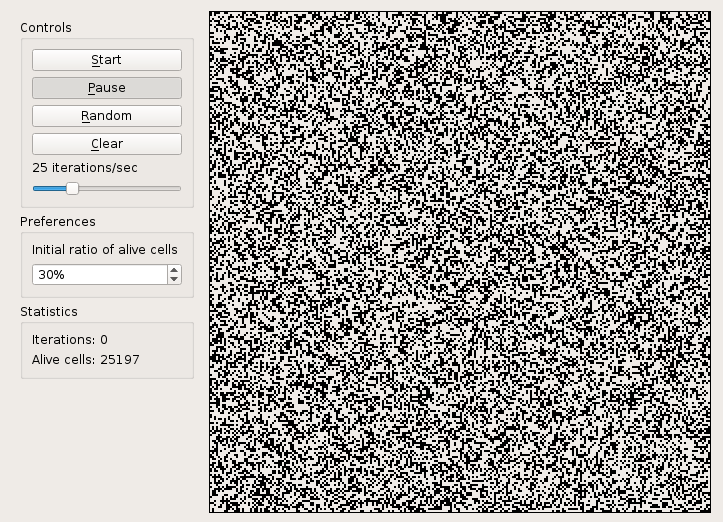 Controls
Start
Pause
Random
Clear
25 iterations/sec
Preferences
Initial ratio of alive cells
30%
Statistics
Iterations: 0
Alive cells: 25197